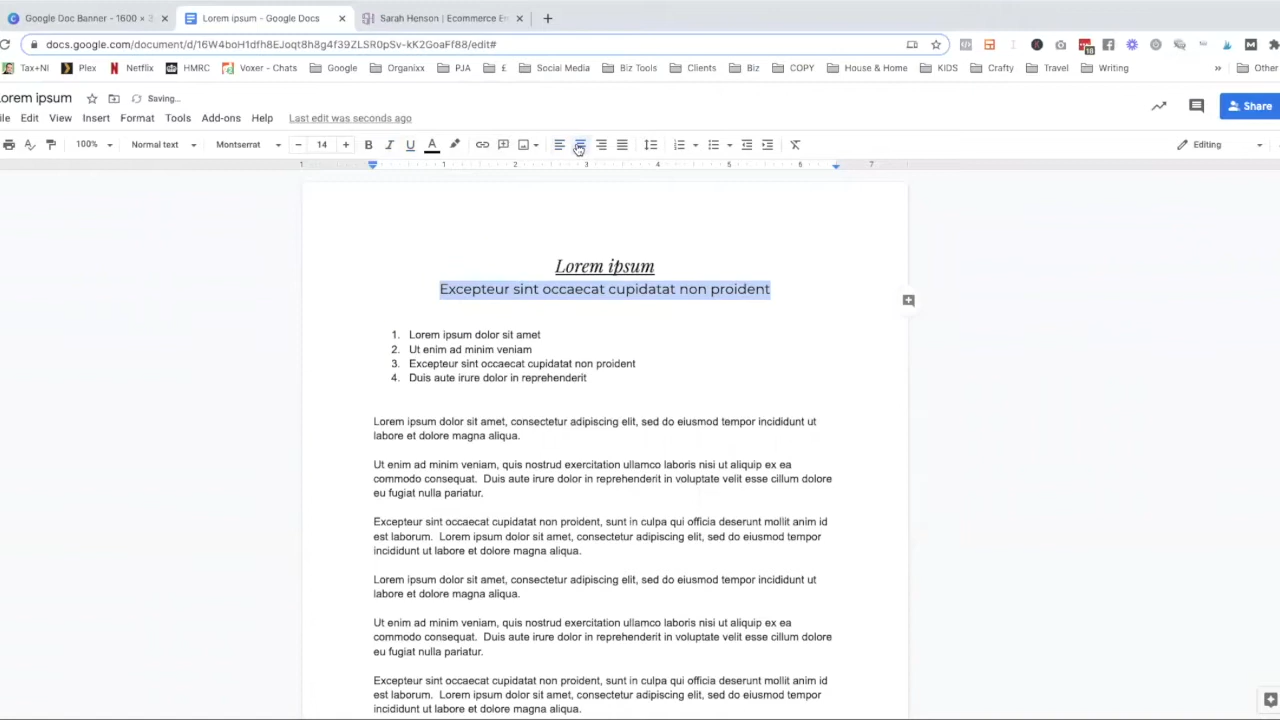 Google Doc Banner - 1600 × 
Lorem ipsum - Google Docs
Sarah Henson | Ecommerce Em
docs.google.com/document/d/16W4boH1dfh8EJoqt8h8g4f39ZLSR0pSv-kK2GoaFf88/edit#
Tax+NI Plex Netflix HMRC Voxer - Chats Google Organixx PJA £ Social Media Biz Tools Clients Biz COPY House & Home KIDS Crafty Travel Writing » Other
orem ipsum Saving…
ile Edit View Insert Format Tools Add-ons Help Last edit was seconds ago
Share
100% Normal text Montserrat − 14 + B I U A Editing
1 1 2 3 4 5 6 7
Lorem ipsum
Excepteur sint occaecat cupidatat non proident
1. Lorem ipsum dolor sit amet
2. Ut enim ad minim veniam
3. Excepteur sint occaecat cupidatat non proident
4. Duis aute irure dolor in reprehenderit
Lorem ipsum dolor sit amet, consectetur adipiscing elit, sed do eiusmod tempor incididunt ut
labore et dolore magna aliqua.
Ut enim ad minim veniam, quis nostrud exercitation ullamco laboris nisi ut aliquip ex ea
commodo consequat.  Duis aute irure dolor in reprehenderit in voluptate velit esse cillum dolore
eu fugiat nulla pariatur.
Excepteur sint occaecat cupidatat non proident, sunt in culpa qui officia deserunt mollit anim id
est laborum.  Lorem ipsum dolor sit amet, consectetur adipiscing elit, sed do eiusmod tempor
incididunt ut labore et dolore magna aliqua.
Lorem ipsum dolor sit amet, consectetur adipiscing elit, sed do eiusmod tempor incididunt ut
labore et dolore magna aliqua.
Ut enim ad minim veniam, quis nostrud exercitation ullamco laboris nisi ut aliquip ex ea
commodo consequat.  Duis aute irure dolor in reprehenderit in voluptate velit esse cillum dolore
eu fugiat nulla pariatur.
Excepteur sint occaecat cupidatat non proident, sunt in culpa qui officia deserunt mollit anim id
est laborum.  Lorem ipsum dolor sit amet, consectetur adipiscing elit, sed do eiusmod tempor
incididunt ut labore et dolore magna aliqua.